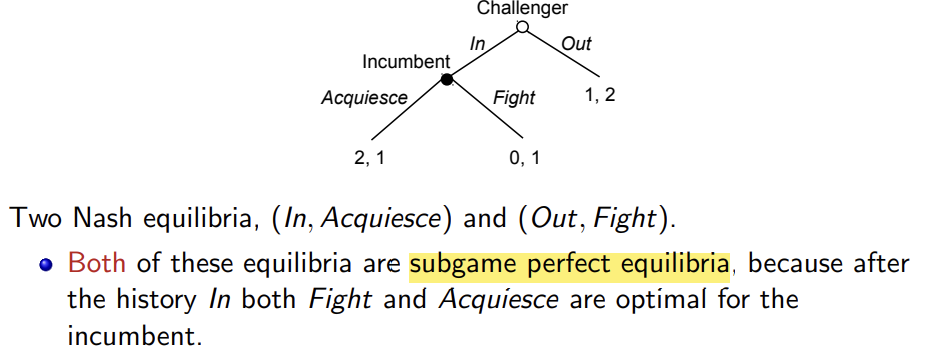 Challenger
In
Out
Incumbent
Acquiesce
Fight
1, 2
2, 1
0, 1
Two Nash equilibria, (In, Acquiesce) and (Out, Fight).
Both of these equilibria are subgame perfect equilibria, because after
the history In both Fight and Acquiesce are optimal for the
incumbent.